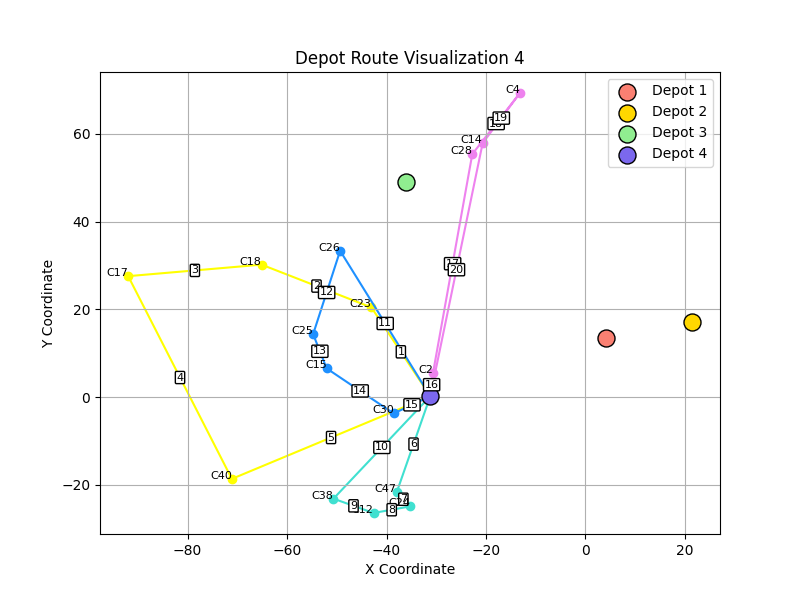 Depot Route Visualization 4
Y Coordinate
60
40
20
0
−20
−80
−60
−40
−20
0
20
X Coordinate
Depot 1
Depot 2
Depot 3
Depot 4
C4
19
C14
C28
17
20
C26
C18
C17
3
2
12
C23
11
C25
13
1
C15
C2
4
14
16
15
C30
5
6
10
C40
C38
C47
7
9
8